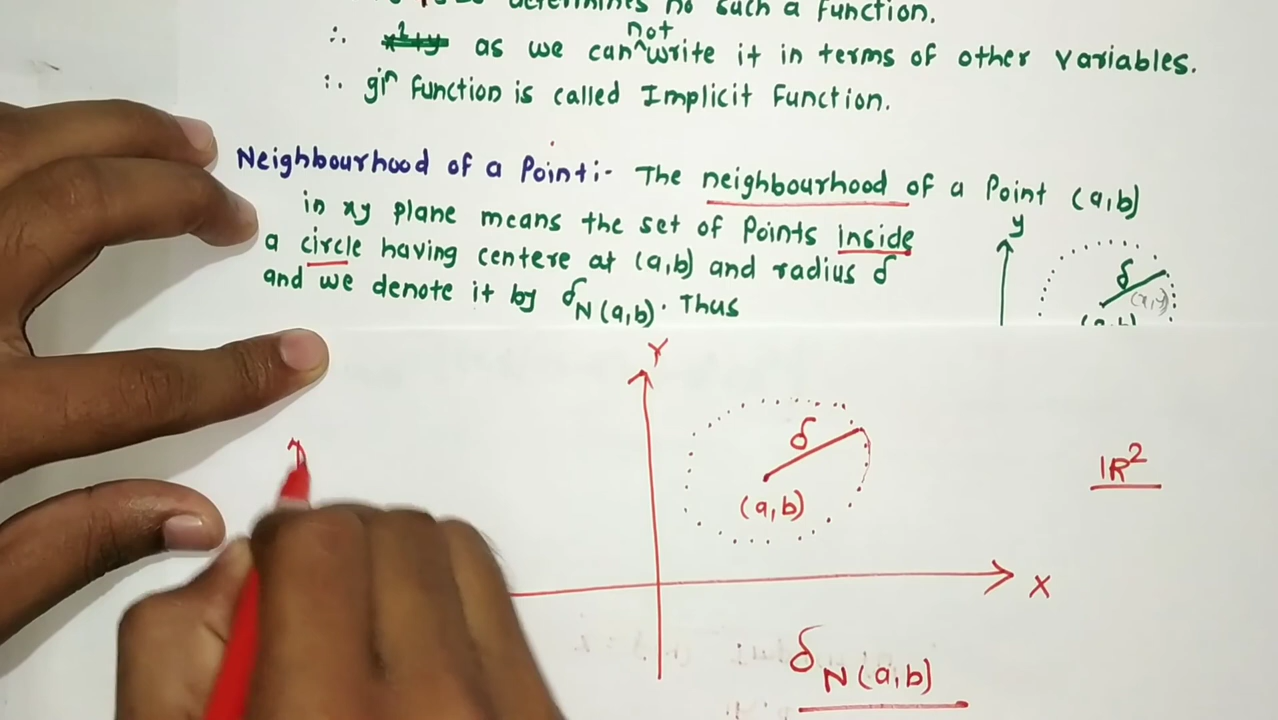 determines no such a function.
∴ as we can not write it in terms of other variables.
∴ giⁿ function is called Implicit Function.
Neighbourhood of a Point:- The neighbourhood of a Point (a,b)
in xy plane means the set of Points inside
a circle having centere at (a,b) and radius δ
and we denote it by δN(a,b). Thus
y
δ
(x,y)
(a,b)
Y
δ
(a,b)
IR²
X
δN(a,b)